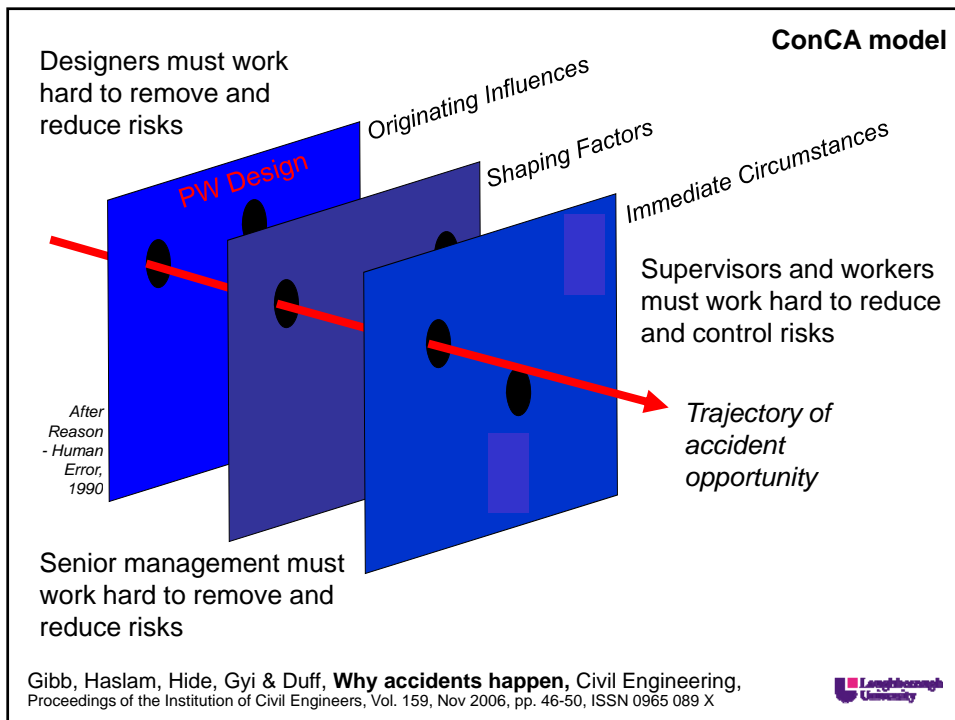 ConCA model
Designers must work
hard to remove and
reduce risks
Originating Influences
PW Design
Shaping Factors
Immediate Circumstances
Supervisors and workers
must work hard to reduce
and control risks
After
Reason
- Human
Error,
1990
Trajectory of
accident
opportunity
Senior management must
work hard to remove and
reduce risks
Gibb, Haslam, Hide, Gyi & Duff, Why accidents happen, Civil Engineering,
Proceedings of the Institution of Civil Engineers, Vol. 159, Nov 2006, pp. 46-50, ISSN 0965 089 X
Loughborough
University